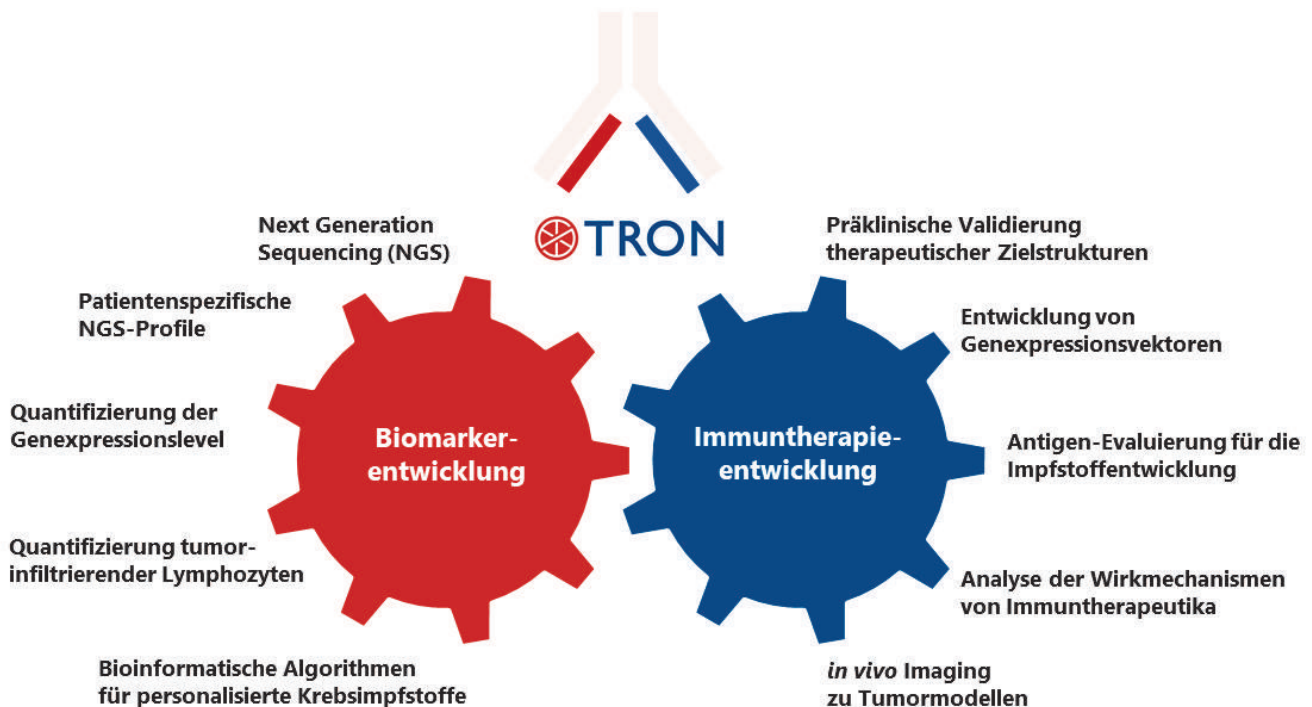 TRON
Next Generation
Sequencing (NGS)
Patientenspezifische
NGS-Profile
Quantifizierung der
Genexpressionslevel
Quantifizierung tumor-
infiltrierender Lymphozyten
Bioinformatische Algorithmen
für personalisierte Krebsimpfstoffe
Biomarker-
entwicklung
Immuntherapie-
entwicklung
Präklinische Validierung
therapeutischer Zielstrukturen
Entwicklung von
Genexpressionsvektoren
Antigen-Evaluierung für die
Impfstoffentwicklung
Analyse der Wirkmechanismen
von Immuntherapeutika
in vivo Imaging
zu Tumormodellen